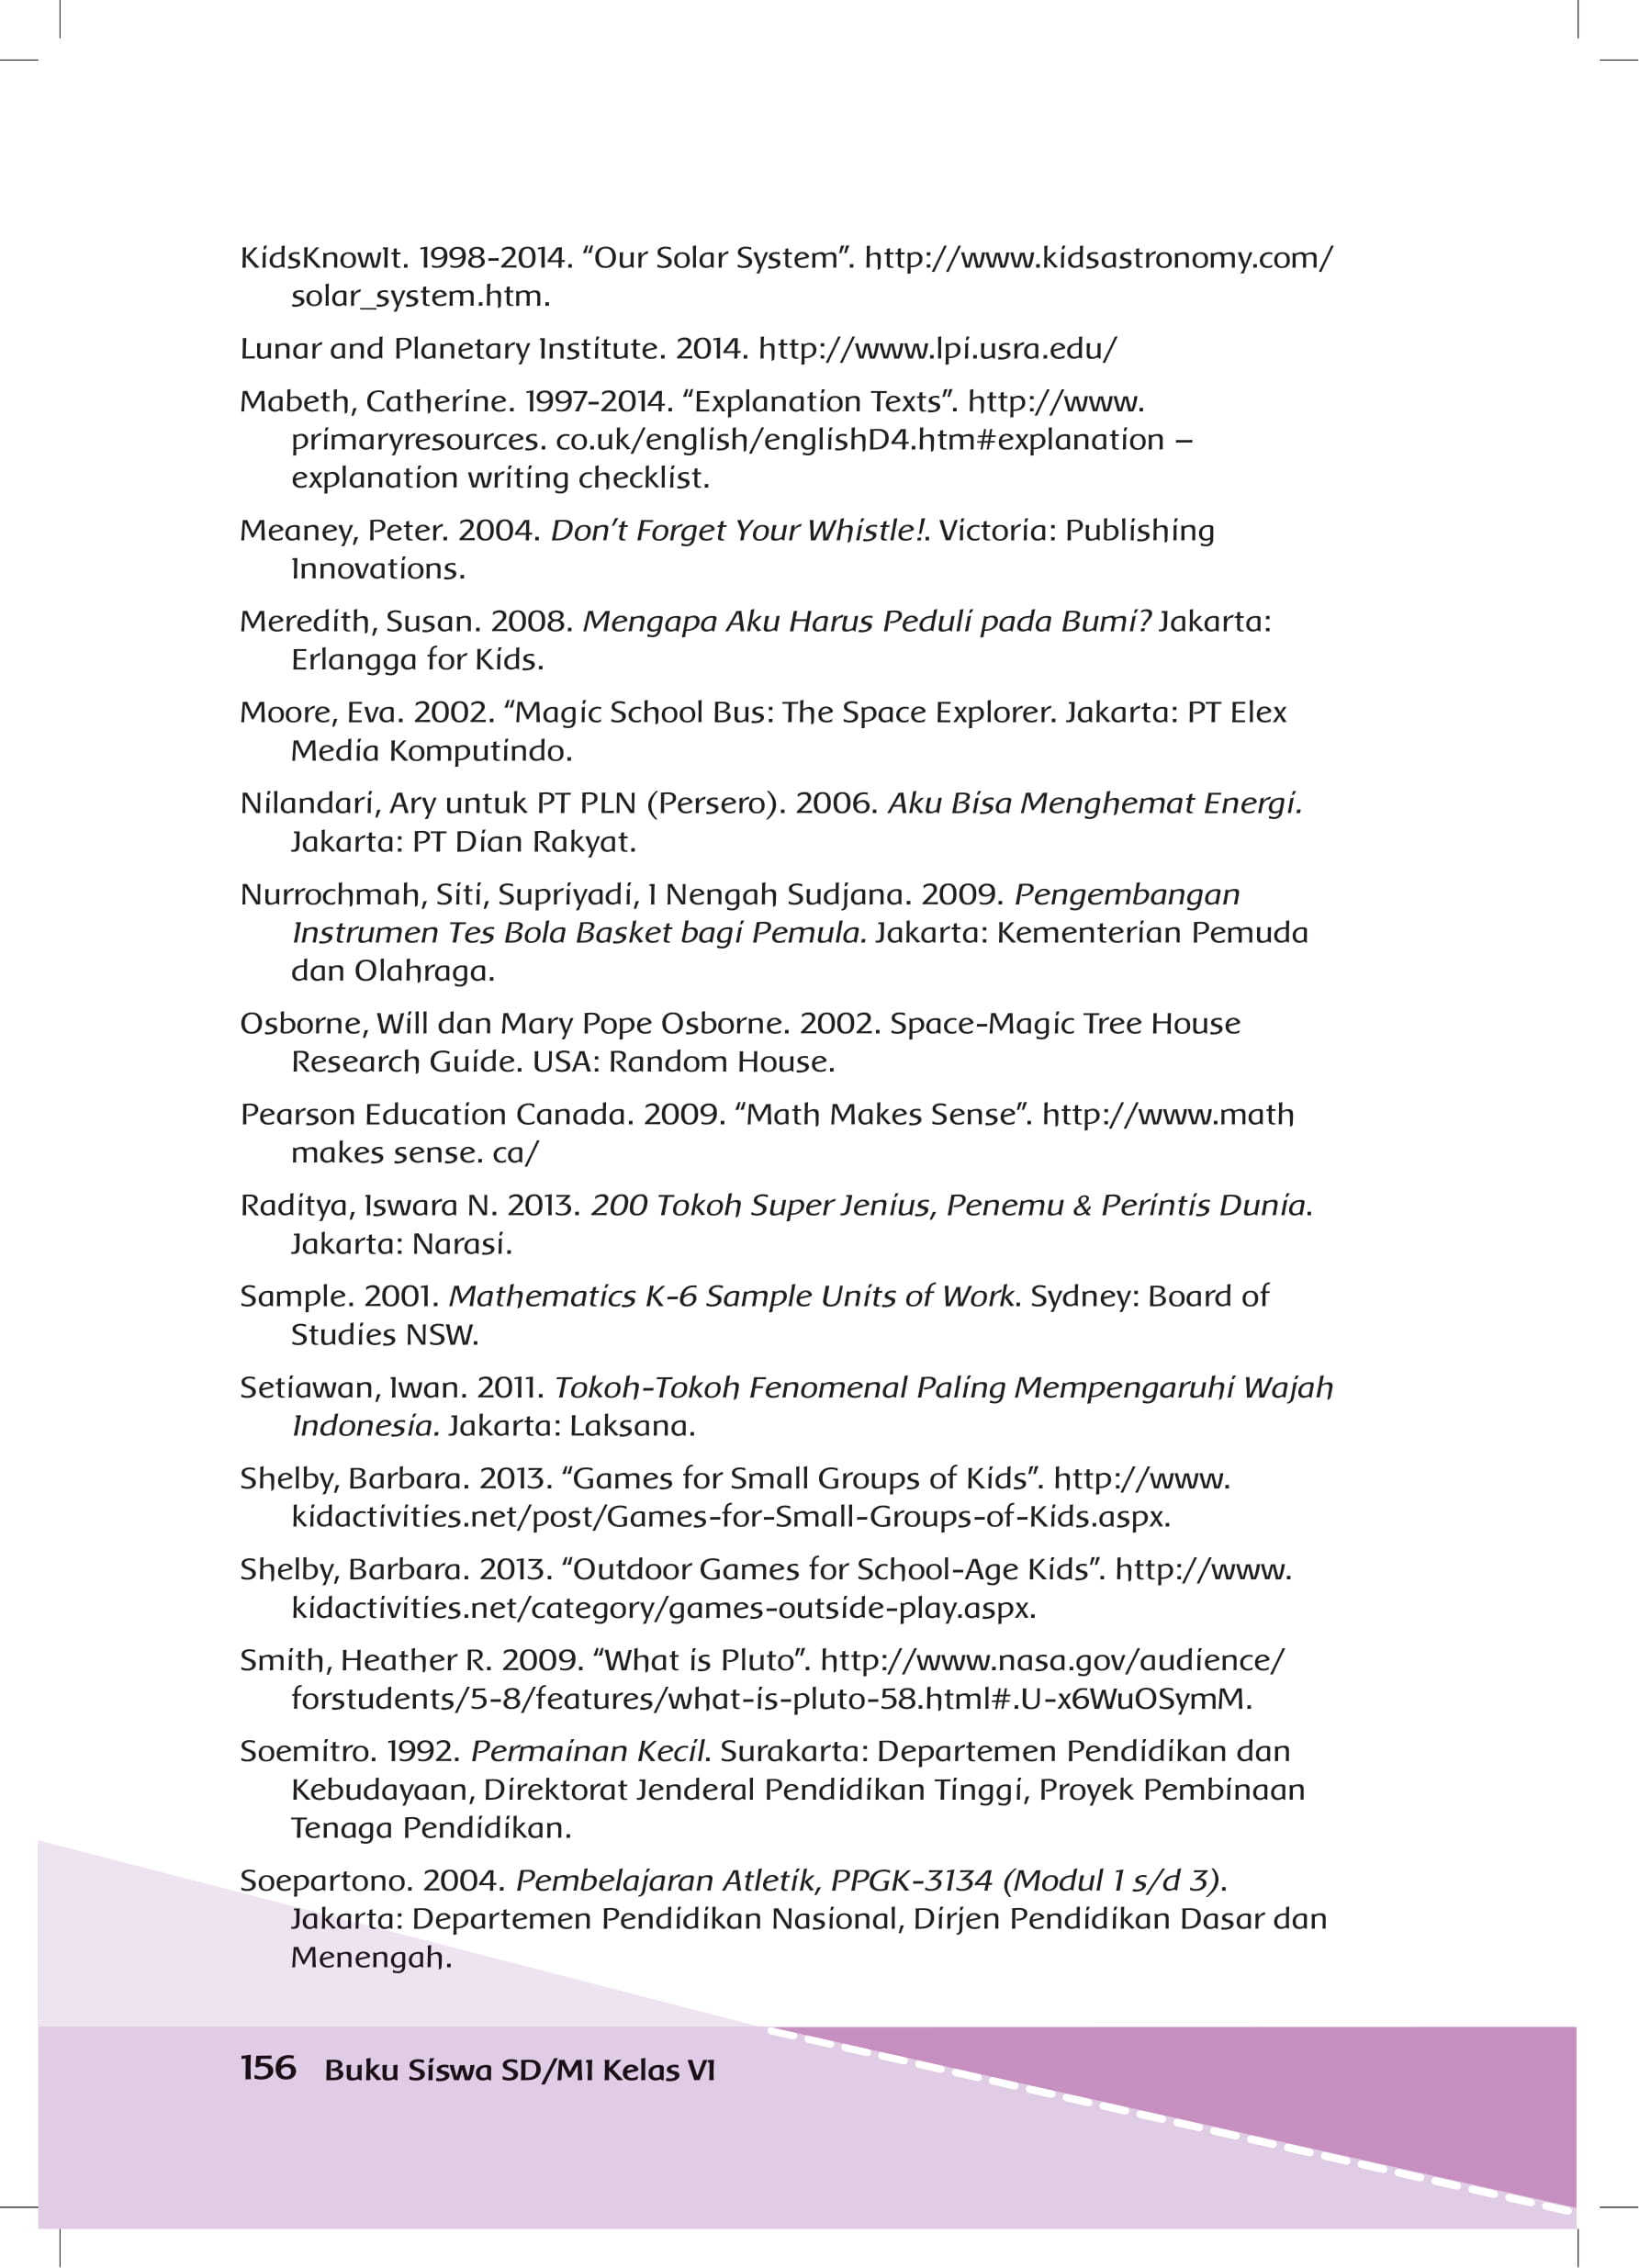 KidsKnowIt. 1998-2014. “Our Solar System”. http://www.kidsastronomy.com/
solar_system.htm.
Lunar and Planetary Institute. 2014. http://www.lpi.usra.edu/
Mabeth, Catherine. 1997-2014. “Explanation Texts”. http://www.
primaryresources. co.uk/english/englishD4.htm#explanation –
explanation writing checklist.
Meaney, Peter. 2004. Don’t Forget Your Whistle!. Victoria: Publishing
Innovations.
Meredith, Susan. 2008. Mengapa Aku Harus Peduli pada Bumi? Jakarta:
Erlangga for Kids.
Moore, Eva. 2002. “Magic School Bus: The Space Explorer. Jakarta: PT Elex
Media Komputindo.
Nilandari, Ary untuk PT PLN (Persero). 2006. Aku Bisa Menghemat Energi.
Jakarta: PT Dian Rakyat.
Nurrochmah, Siti, Supriyadi, I Nengah Sudjana. 2009. Pengembangan
Instrumen Tes Bola Basket bagi Pemula. Jakarta: Kementerian Pemuda
dan Olahraga.
Osborne, Will dan Mary Pope Osborne. 2002. Space-Magic Tree House
Research Guide. USA: Random House.
Pearson Education Canada. 2009. “Math Makes Sense”. http://www.math
makes sense. ca/
Raditya, Iswara N. 2013. 200 Tokoh Super Jenius, Penemu & Perintis Dunia.
Jakarta: Narasi.
Sample. 2001. Mathematics K-6 Sample Units of Work. Sydney: Board of
Studies NSW.
Setiawan, Iwan. 2011. Tokoh-Tokoh Fenomenal Paling Mempengaruhi Wajah
Indonesia. Jakarta: Laksana.
Shelby, Barbara. 2013. “Games for Small Groups of Kids”. http://www.
kidactivities.net/post/Games-for-Small-Groups-of-Kids.aspx.
Shelby, Barbara. 2013. “Outdoor Games for School-Age Kids”. http://www.
kidactivities.net/category/games-outside-play.aspx.
Smith, Heather R. 2009. “What is Pluto”. http://www.nasa.gov/audience/
forstudents/5-8/features/what-is-pluto-58.html#.U-x6WuOSymM.
Soemitro. 1992. Permainan Kecil. Surakarta: Departemen Pendidikan dan
Kebudayaan, Direktorat Jenderal Pendidikan Tinggi, Proyek Pembinaan
Tenaga Pendidikan.
Soepartono. 2004. Pembelajaran Atletik, PPGK-3134 (Modul 1 s/d 3).
Jakarta: Departemen Pendidikan Nasional, Dirjen Pendidikan Dasar dan
Menengah.
156 Buku Siswa SD/MI Kelas VI